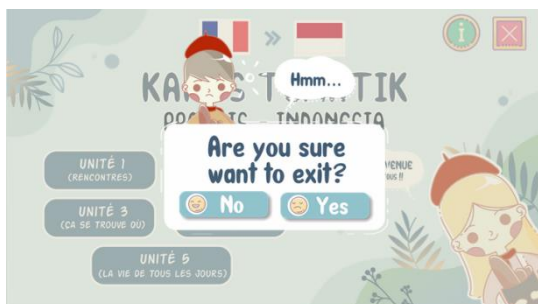 Hmm...
Are you sure
want to exit?
No
Yes
UNITÉ 1
(RENCONTRES)
UNITÉ 3
(ÇA SE TROUVE OÙ)
UNITÉ 5
(LA VIE DE TOUS LES JOURS)